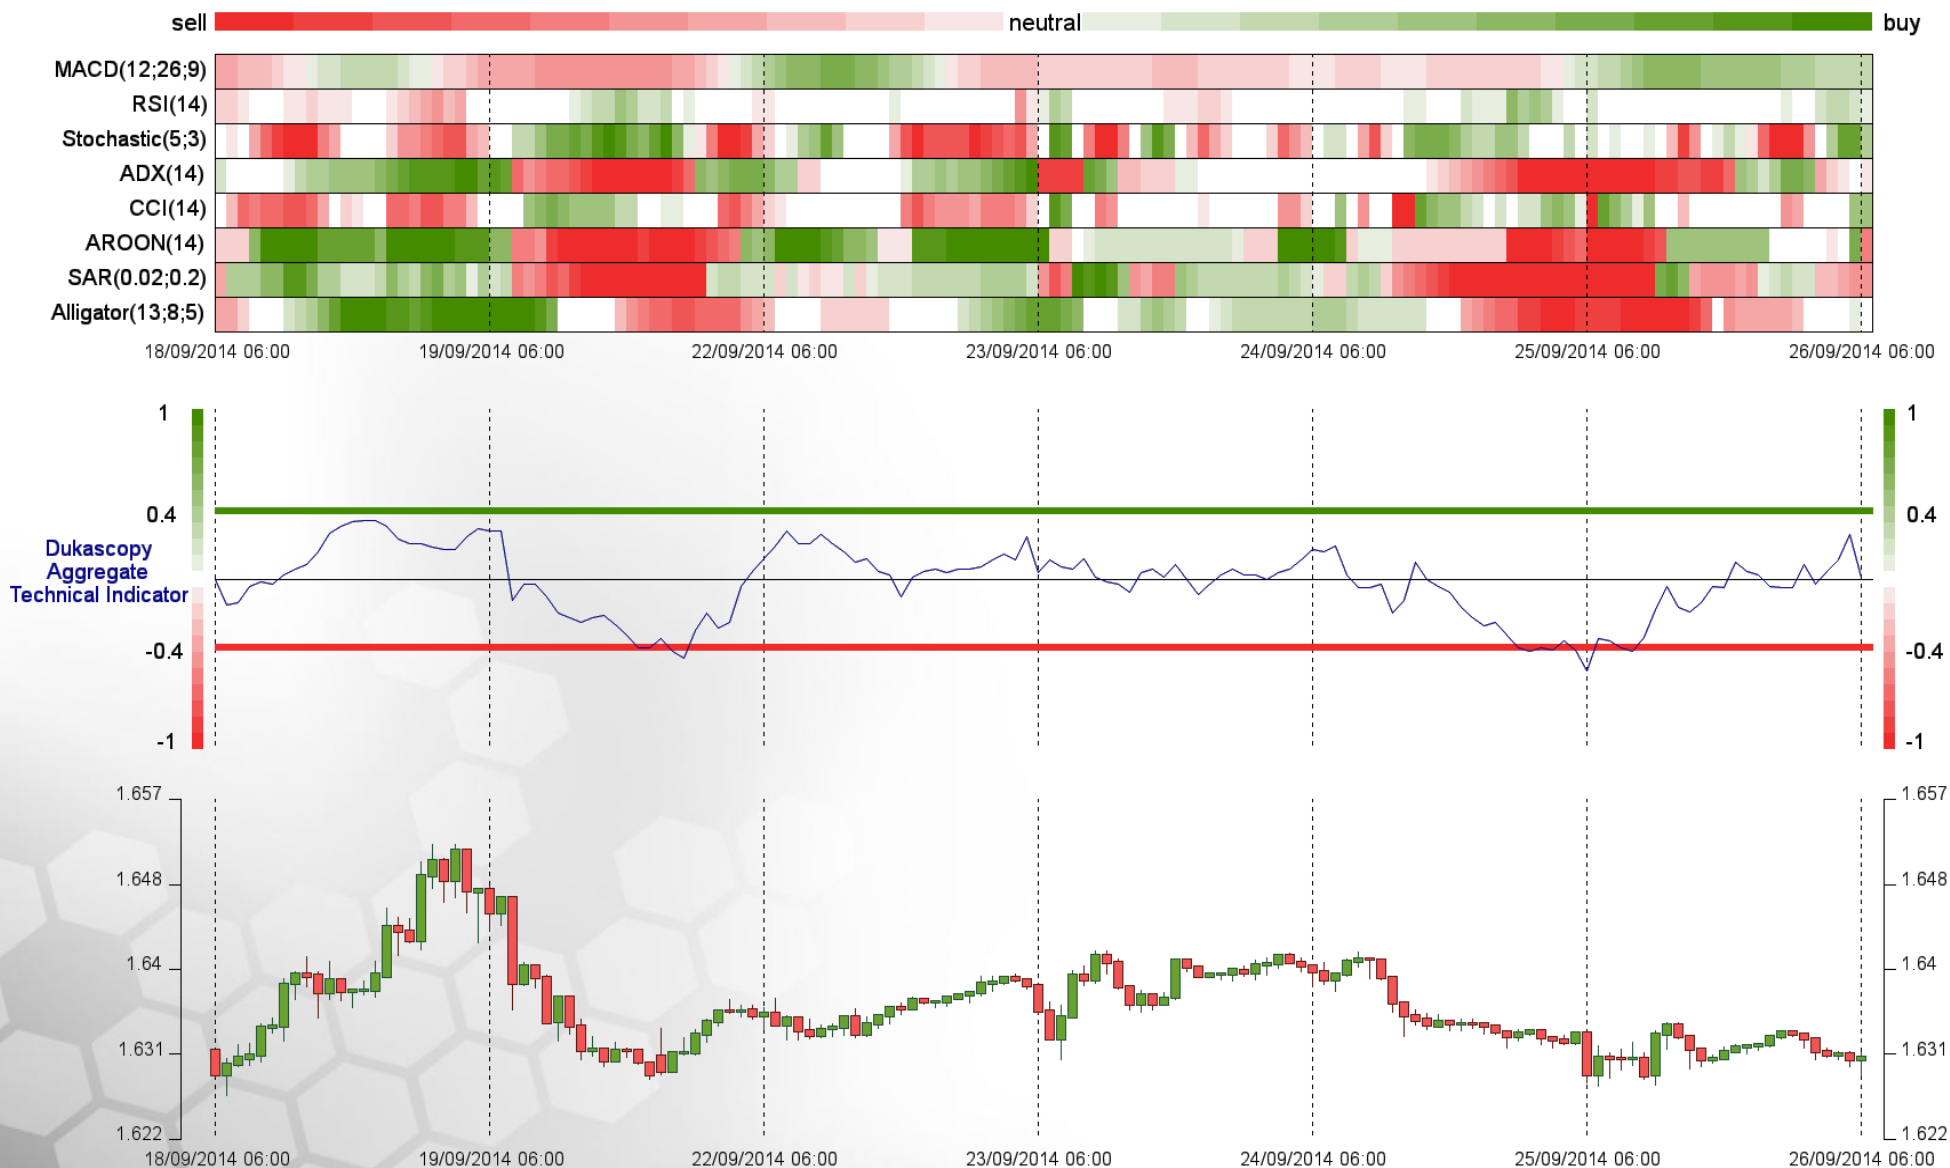 sell neutral buy
MACD(12;26;9)
RSI(14)
Stochastic(5;3)
ADX(14)
CCI(14)
AROON(14)
SAR(0.02;0.2)
Alligator(13;8;5)
18/09/2014 06:00 19/09/2014 06:00 22/09/2014 06:00 23/09/2014 06:00 24/09/2014 06:00 25/09/2014 06:00 26/09/2014 06:00
1 1
0.4 0.4
Dukascopy
Aggregate
Technical Indicator
-0.4 -0.4
-1 -1
1.657 1.657
1.648 1.648
1.64 1.64
1.631 1.631
1.622 1.622
18/09/2014 06:00 19/09/2014 06:00 22/09/2014 06:00 23/09/2014 06:00 24/09/2014 06:00 25/09/2014 06:00 26/09/2014 06:00